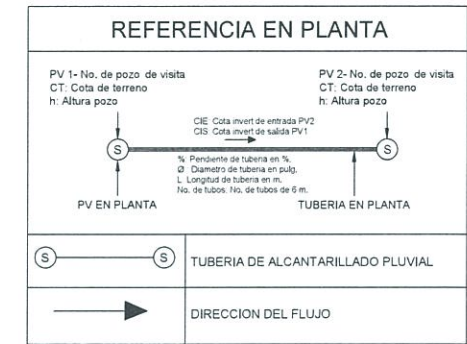 REFERENCIA EN PLANTA
PV 1- No. de pozo de visita
CT: Cota de terreno
h: Altura pozo
PV 2- No. de pozo de visita
CT: Cota de terreno
h: Altura pozo
CIE Cota invert de entrada PV2
CIS Cota invert de salida PV1
S
S
% Pendiente de tuberia en %.
Ø Diametro de tuberia en pulg,
L Longitud de tuberia en m.
No. de tubos; No. de tubos de 6 m.
PV EN PLANTA
TUBERIA EN PLANTA
S
S
TUBERIA DE ALCANTARILLADO PLUVIAL
DIRECCION DEL FLUJO